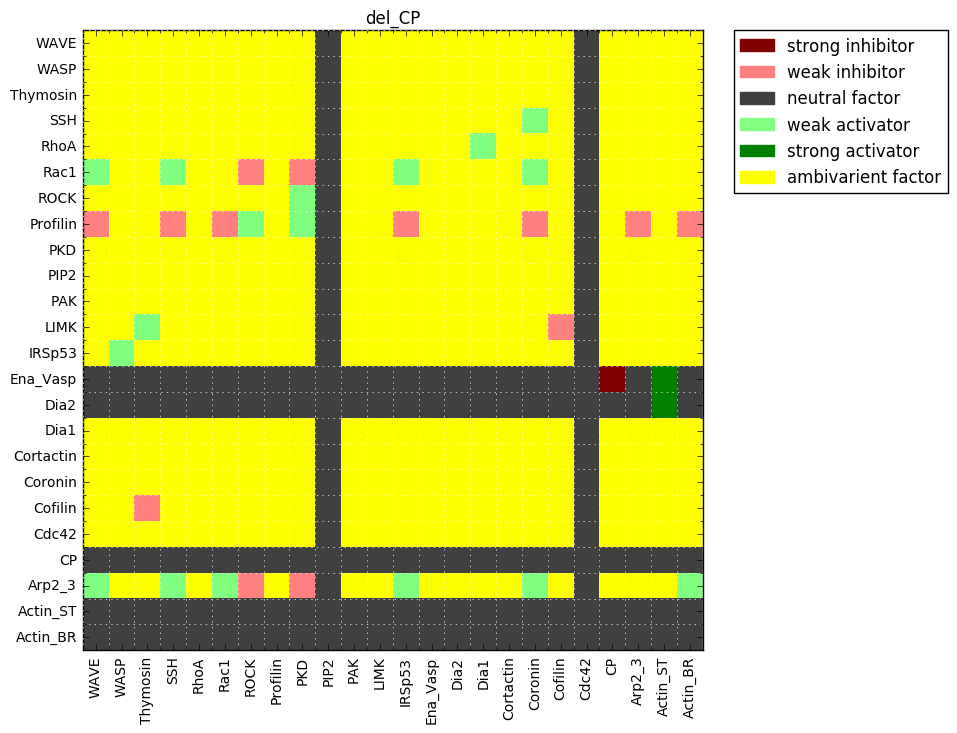 del_CP
WAVE
WASP
Thymosin
SSH
RhoA
Rac1
ROCK
Profilin
PKD
PIP2
PAK
LIMK
IRSp53
Ena_Vasp
Dia2
Dia1
Cortactin
Coronin
Cofilin
Cdc42
CP
Arp2_3
Actin_ST
Actin_BR
WAVE
WASP
Thymosin
SSH
RhoA
Rac1
ROCK
Profilin
PKD
PIP2
PAK
LIMK
IRSp53
Ena_Vasp
Dia2
Dia1
Cortactin
Coronin
Cofilin
Cdc42
CP
Arp2_3
Actin_ST
Actin_BR
strong inhibitor
weak inhibitor
neutral factor
weak activator
strong activator
ambivarient factor